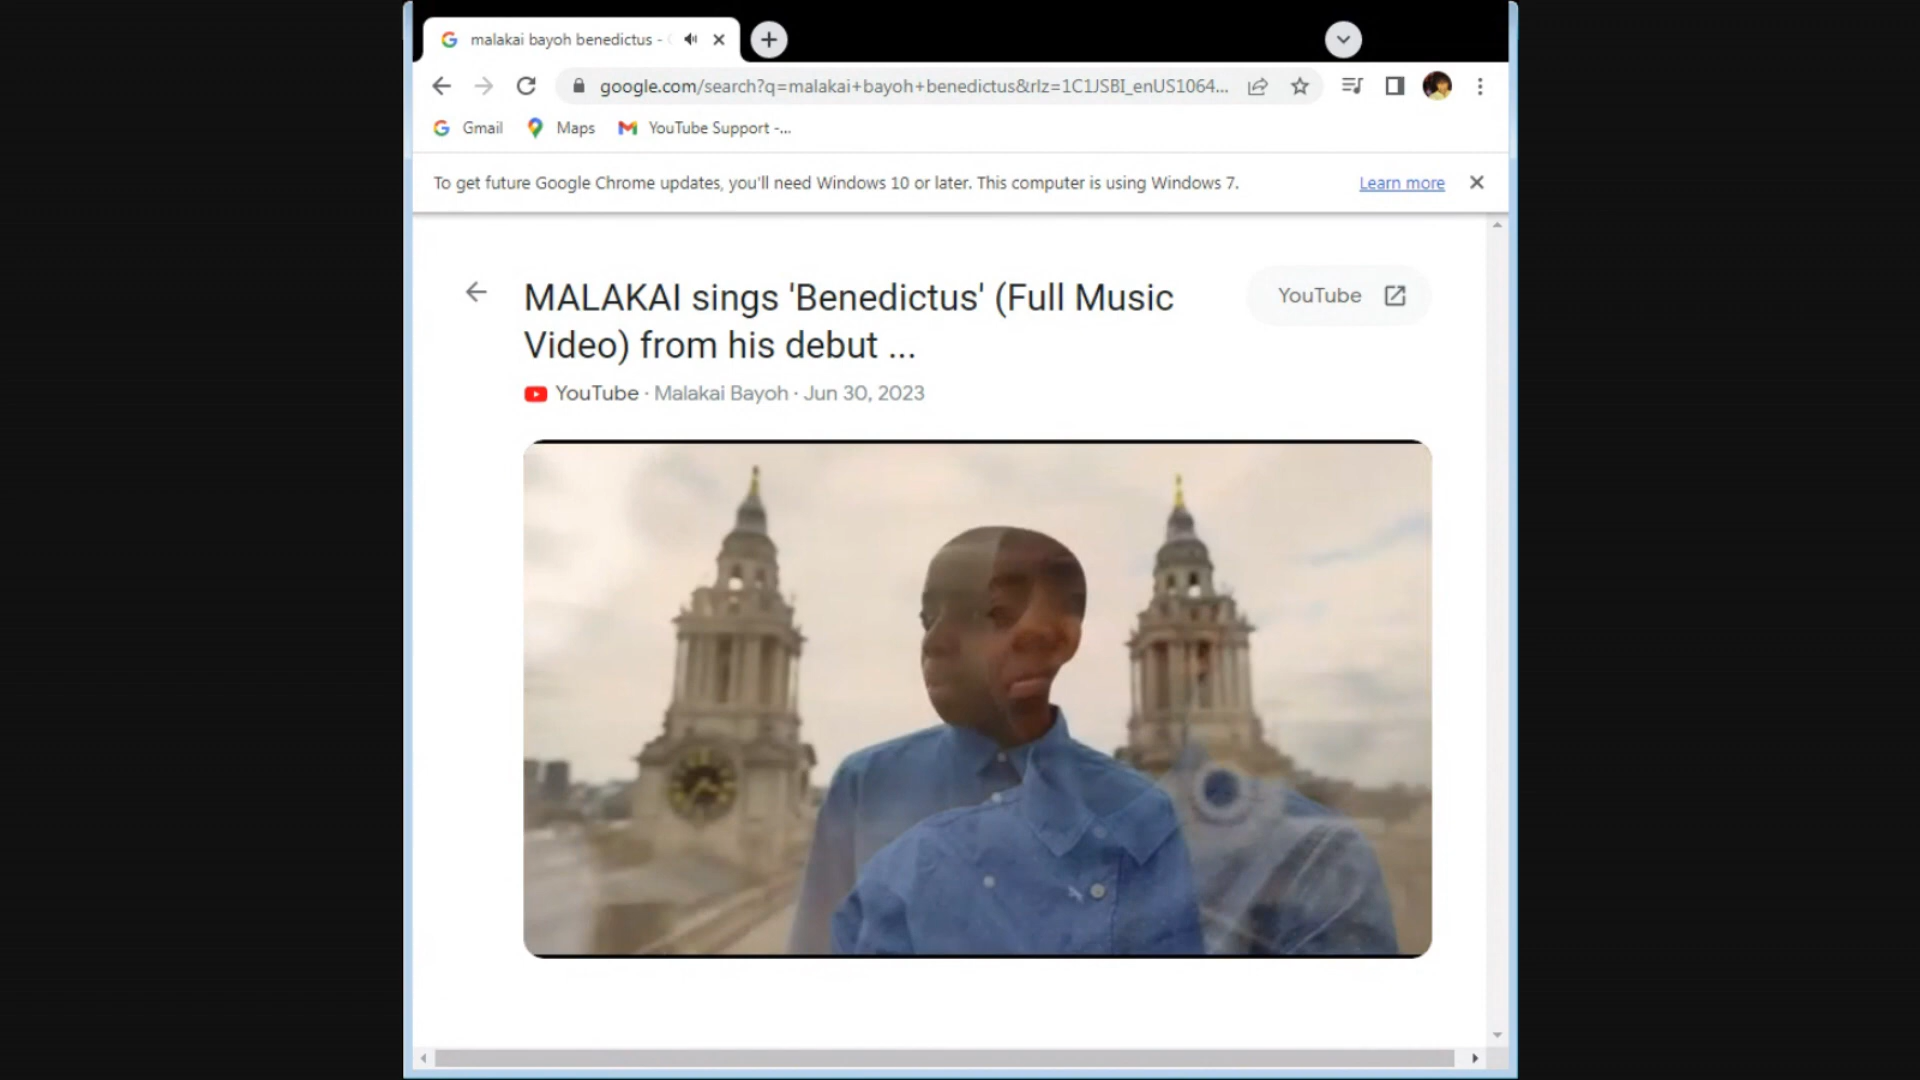 malakai bayoh benedictus -
google.com/search?q=malakai+bayoh+benedictus&rlz=1C1JSBI_enUS1064...
Gmail Maps YouTube Support -...
To get future Google Chrome updates, you'll need Windows 10 or later. This computer is using Windows 7. Learn more
MALAKAI sings 'Benedictus' (Full Music
Video) from his debut ...
YouTube
YouTube · Malakai Bayoh · Jun 30, 2023